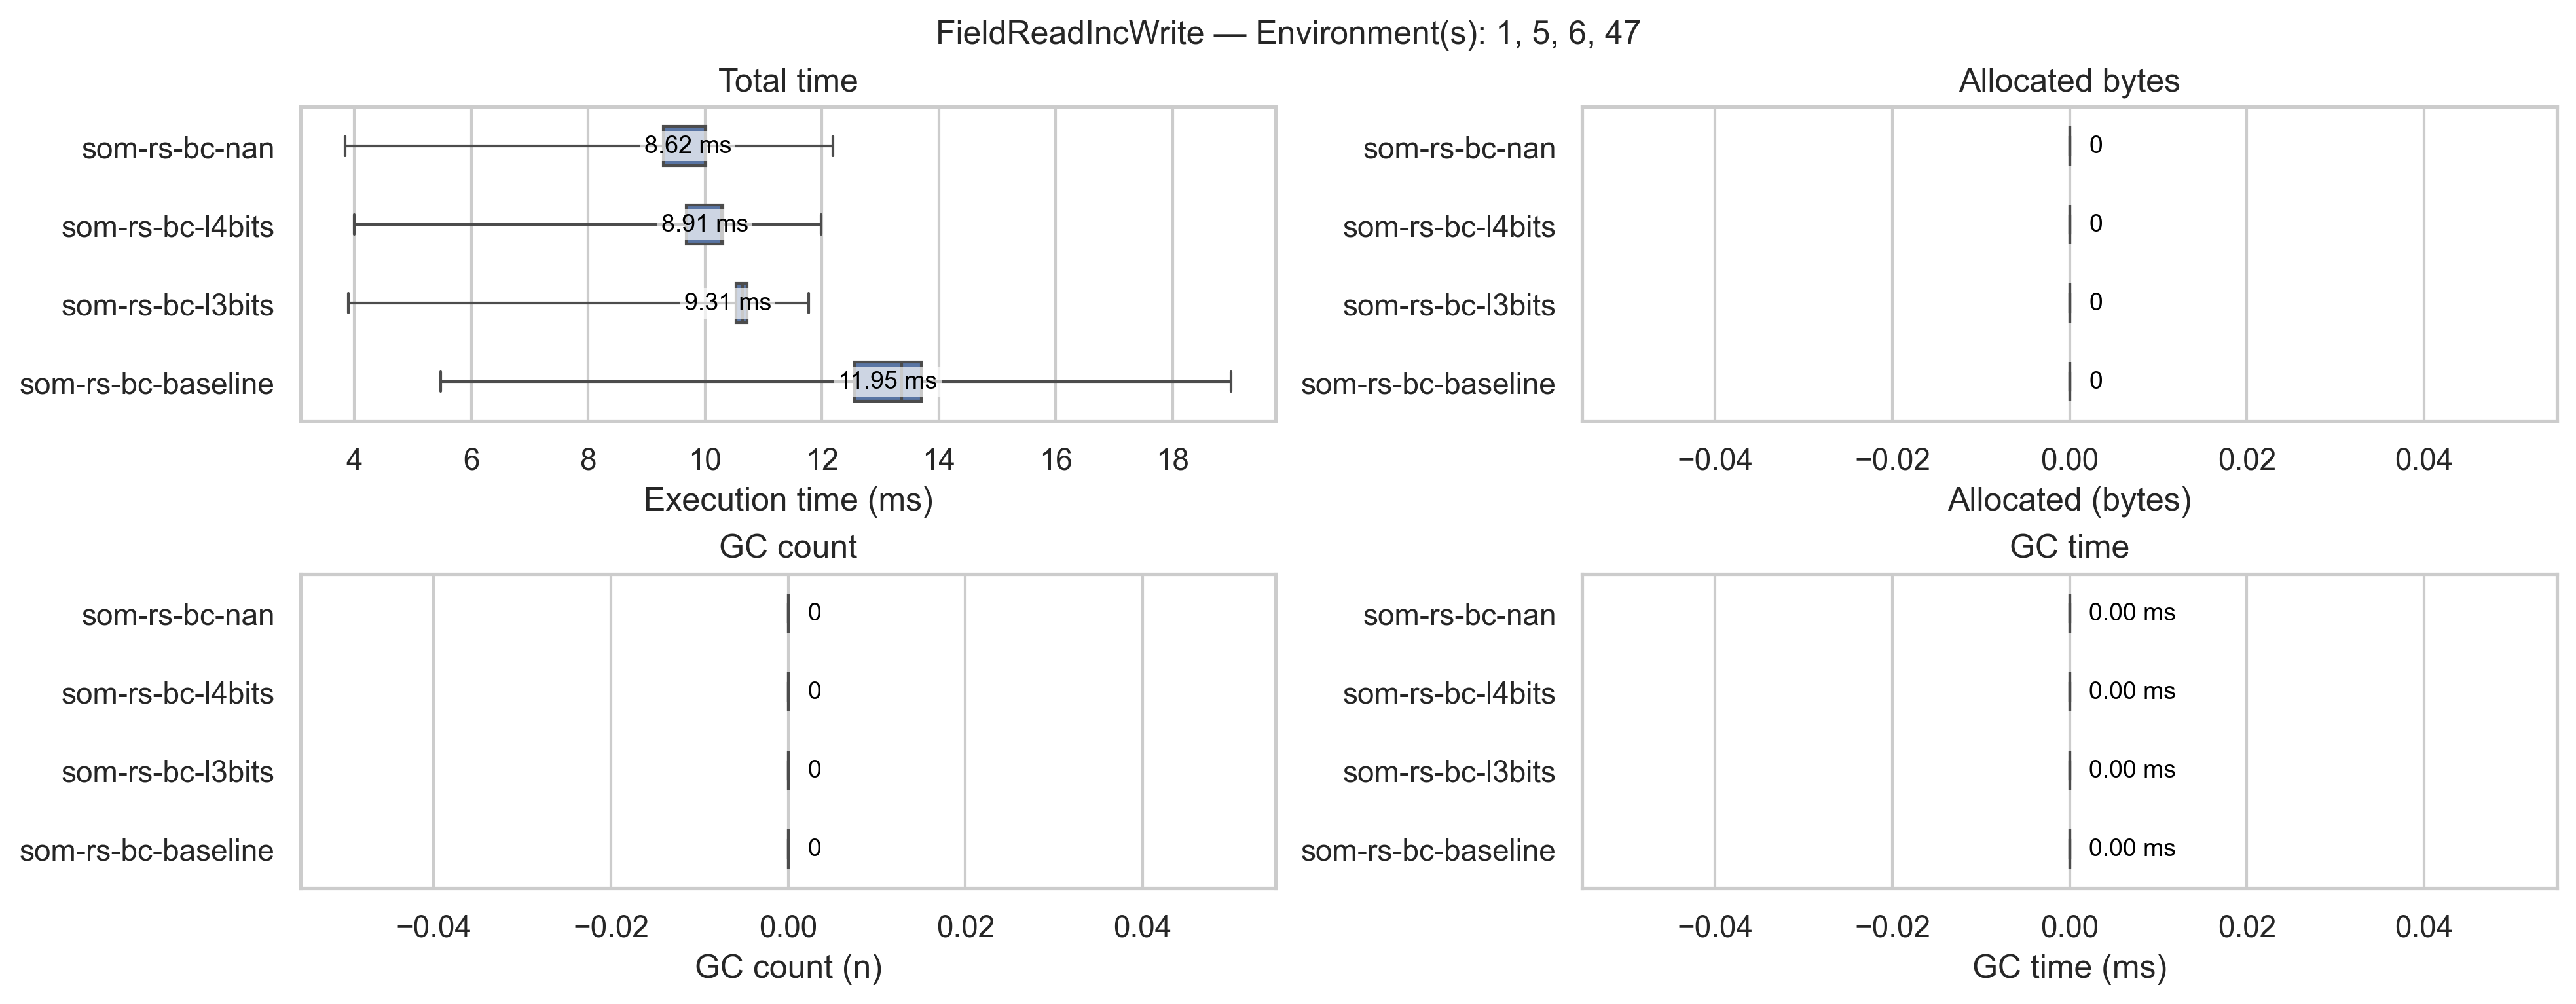 FieldReadIncWrite — Environment(s): 1, 5, 6, 47
Total time
som-rs-bc-nan
8.62 ms
som-rs-bc-l4bits
8.91 ms
som-rs-bc-l3bits
9.31 ms
som-rs-bc-baseline
11.95 ms
4 6 8 10 12 14 16 18
Execution time (ms)
Allocated bytes
som-rs-bc-nan
0
som-rs-bc-l4bits
0
som-rs-bc-l3bits
0
som-rs-bc-baseline
0
−0.04 −0.02 0.00 0.02 0.04
Allocated (bytes)
GC count
som-rs-bc-nan
0
som-rs-bc-l4bits
0
som-rs-bc-l3bits
0
som-rs-bc-baseline
0
−0.04 −0.02 0.00 0.02 0.04
GC count (n)
GC time
som-rs-bc-nan
0.00 ms
som-rs-bc-l4bits
0.00 ms
som-rs-bc-l3bits
0.00 ms
som-rs-bc-baseline
0.00 ms
−0.04 −0.02 0.00 0.02 0.04
GC time (ms)